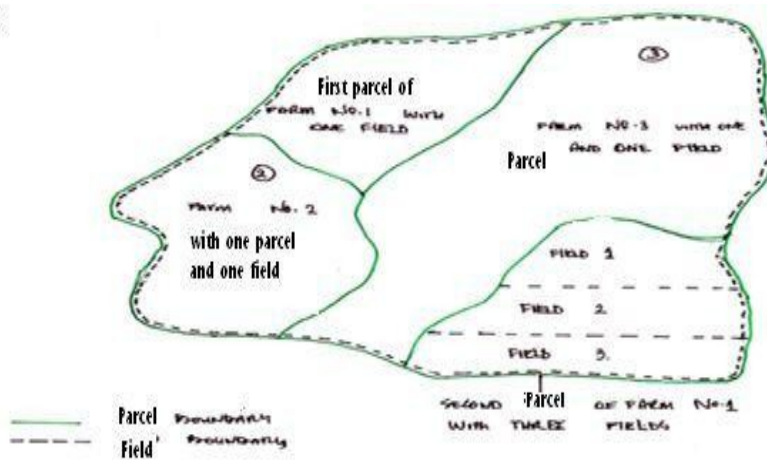 First parcel of
FARM NO.1 WITH
ONE FIELD
3
FARM NO-3 WITH ONE
AND ONE FIELD
Parcel
2
FARM NO. 2
with one parcel
and one field
FIELD 1
FIELD 2
FIELD 3.
SECOND Parcel OF FARM NO.1
WITH THREE FIELDS
Parcel BOUNDARY
Field BOUNDARY